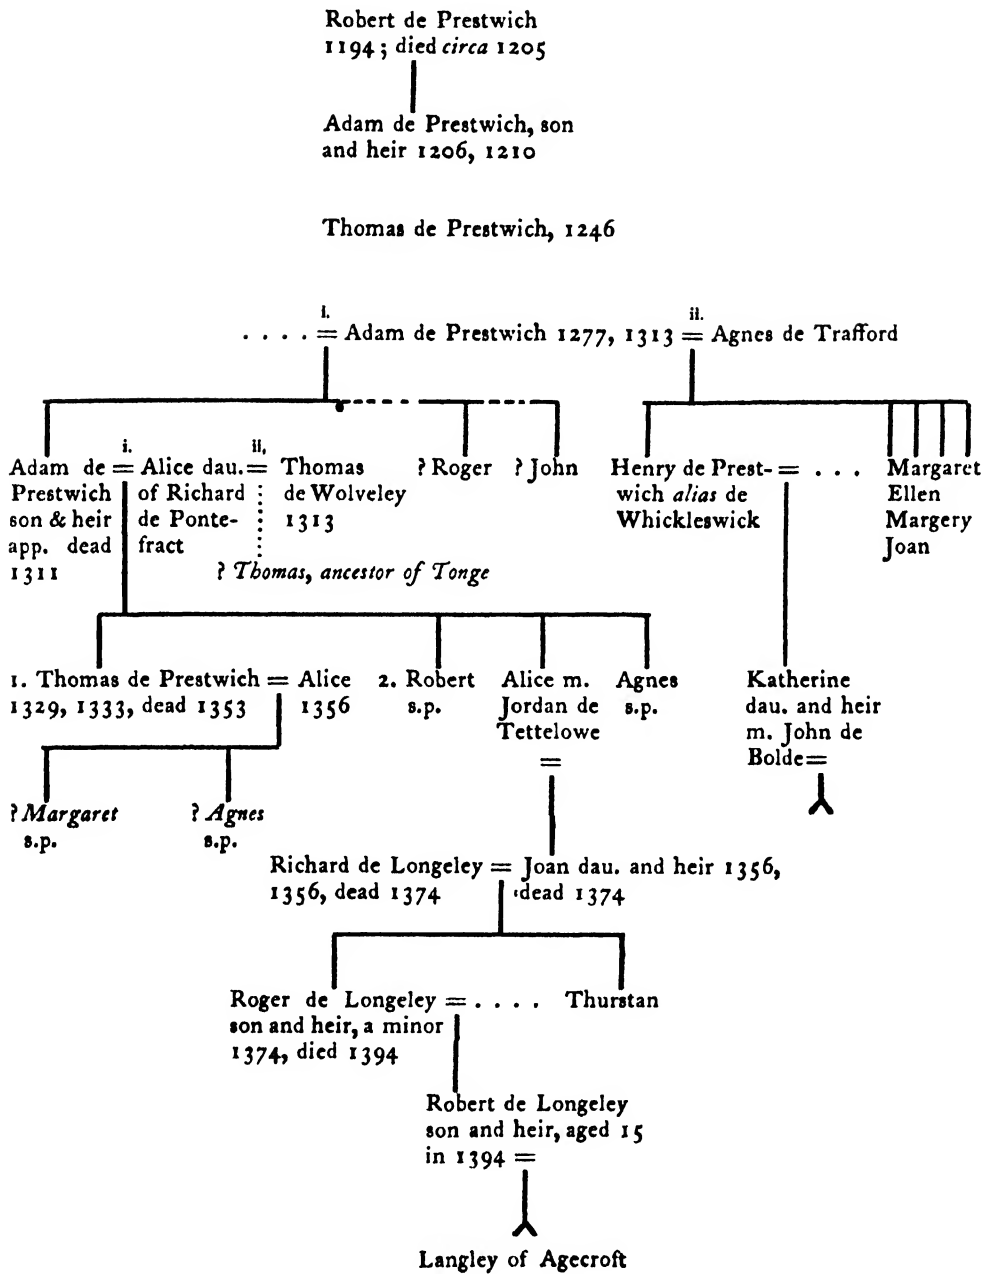 Robert de Prestwich
1194; died circa 1205
Adam de Prestwich, son
and heir 1206, 1210
Thomas de Prestwich, 1246
i.
ii.
. . . . = Adam de Prestwich 1277, 1313 = Agnes de Trafford
i.
ii.
Adam de = Alice dau. = Thomas
Prestwich of Richard de Wolveley
son & heir de Ponte- 1313
app. dead fract
1311
? Thomas, ancestor of Tonge
? Roger ? John
Henry de Prest- = . . .
wich alias de
Whickleswick
Margaret
Ellen
Margery
Joan
1. Thomas de Prestwich = Alice
1329, 1333, dead 1353 1356
2. Robert
s.p.
Alice m.
Jordan de
Tettelowe
=
Agnes
s.p.
Katherine
dau. and heir
m. John de
Bolde=
? Margaret
s.p.
? Agnes
s.p.
Richard de Longeley = Joan dau. and heir 1356,
1356, dead 1374 dead 1374
Roger de Longeley = . . . .
son and heir, a minor
1374, died 1394
Thurstan
Robert de Longeley
son and heir, aged 15
in 1394 =
Langley of Agecroft